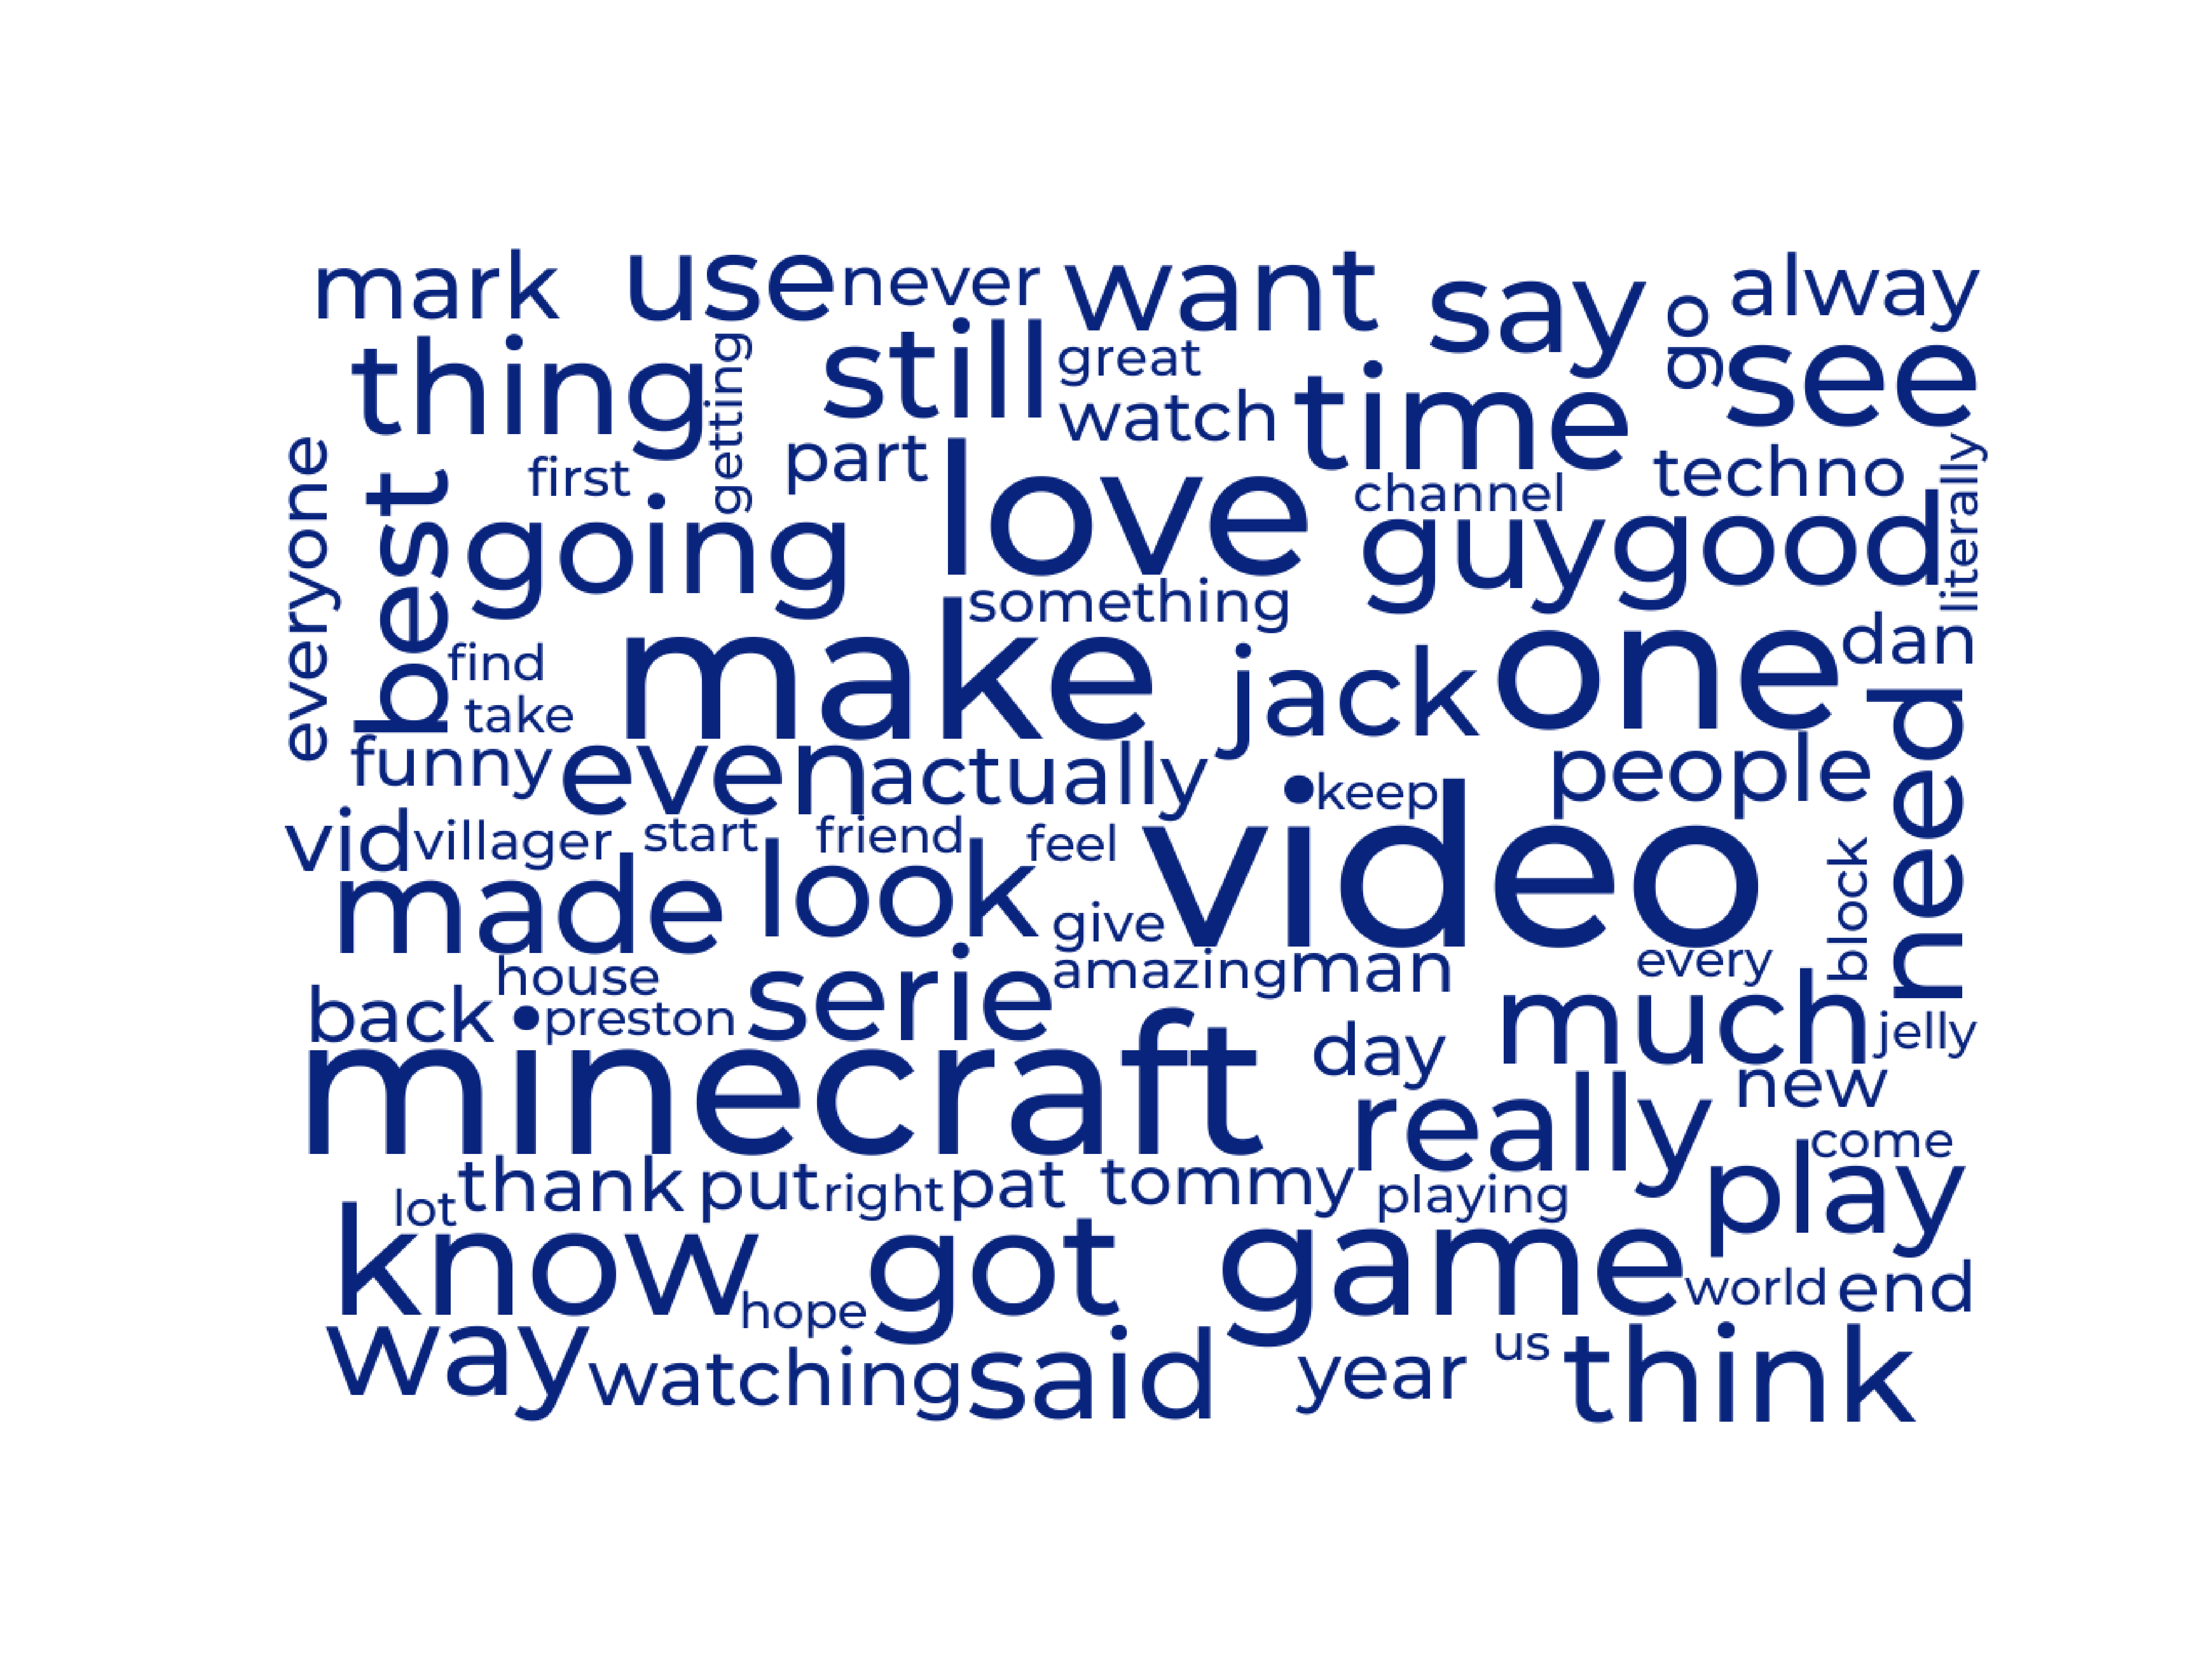 mark use never want say alway
thing getting still great go see
watch time
everyone best first part love channel techno literally
going guy good
something
find make jack one dan
take need
funny even actually keep people
vid villager start friend feel video block
made look give
house serie amazing man every
back preston much jelly
minecraft day new
really come
lot thank put right pat tommy playing play
know got game world end
hope
way watching said year us think